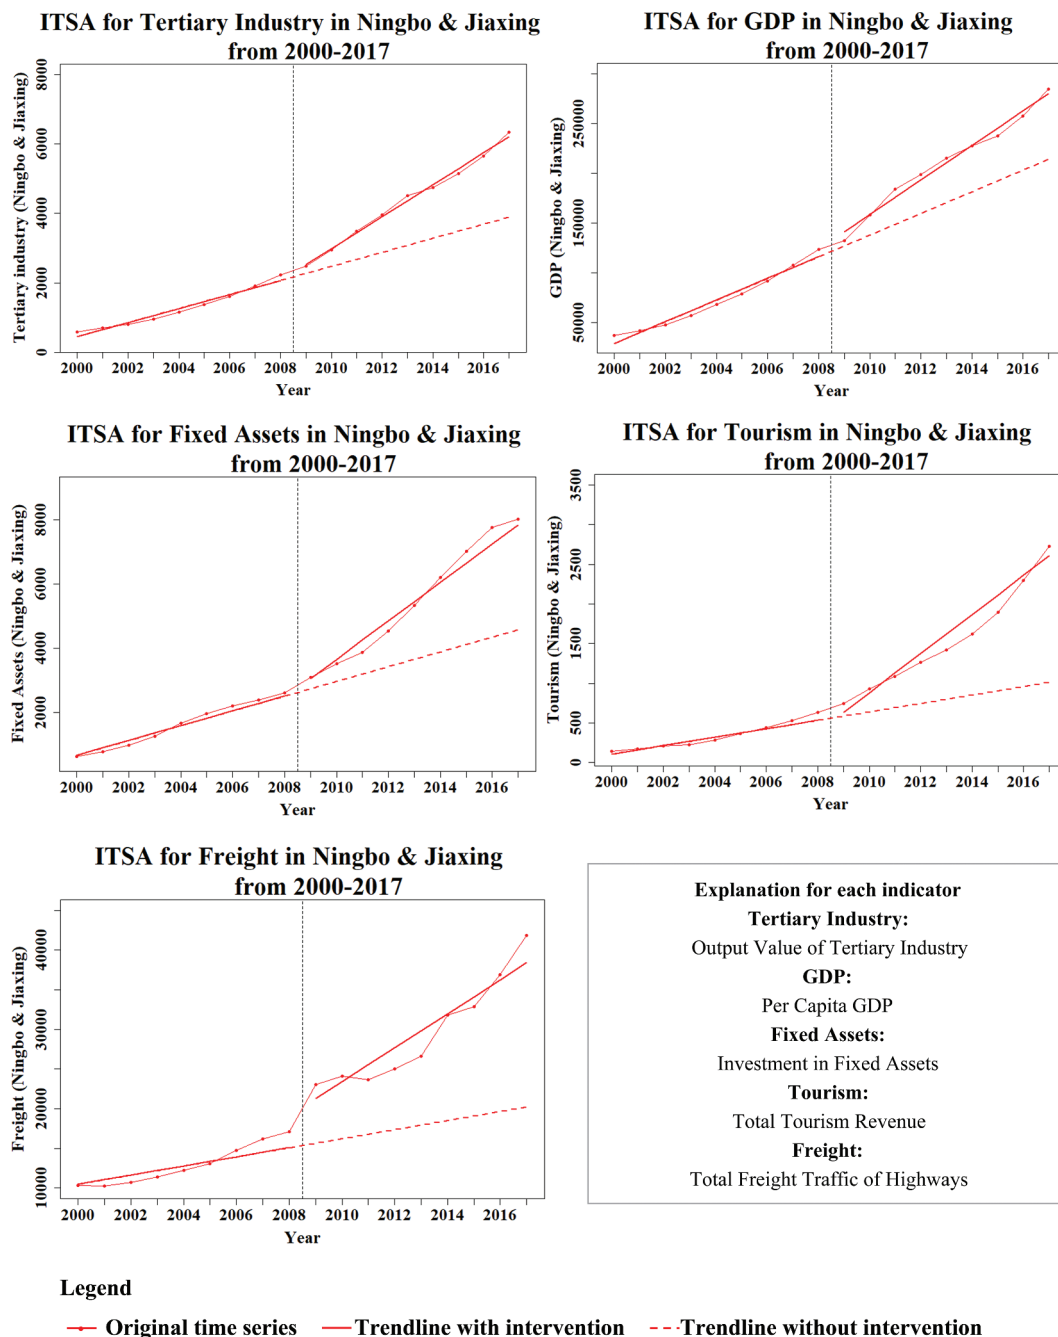 ITSA for Tertiary Industry in Ningbo & Jiaxing
from 2000-2017
Tertiary industry (Ningbo & Jiaxing)
8000
6000
4000
2000
0
2000 2002 2004 2006 2008 2010 2012 2014 2016
Year
ITSA for GDP in Ningbo & Jiaxing
from 2000-2017
GDP (Ningbo & Jiaxing)
250000
150000
50000
2000 2002 2004 2006 2008 2010 2012 2014 2016
Year
ITSA for Fixed Assets in Ningbo & Jiaxing
from 2000-2017
Fixed Assets (Ningbo & Jiaxing)
8000
6000
4000
2000
2000 2002 2004 2006 2008 2010 2012 2014 2016
Year
ITSA for Tourism in Ningbo & Jiaxing
from 2000-2017
Tourism (Ningbo & Jiaxing)
3500
2500
1500
500
0
2000 2002 2004 2006 2008 2010 2012 2014 2016
Year
ITSA for Freight in Ningbo & Jiaxing
from 2000-2017
Freight (Ningbo & Jiaxing)
40000
30000
20000
10000
2000 2002 2004 2006 2008 2010 2012 2014 2016
Year
Explanation for each indicator
Tertiary Industry:
Output Value of Tertiary Industry
GDP:
Per Capita GDP
Fixed Assets:
Investment in Fixed Assets
Tourism:
Total Tourism Revenue
Freight:
Total Freight Traffic of Highways
Legend
Original time series
Trendline with intervention
Trendline without intervention